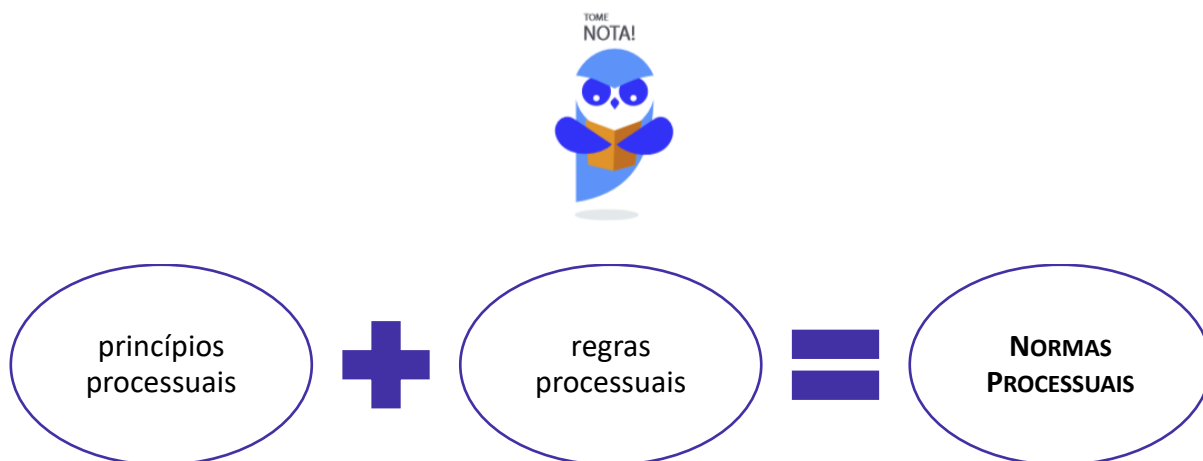 TOME
NOTA!
princípios
processuais
regras
processuais
NORMAS
PROCESSUAIS